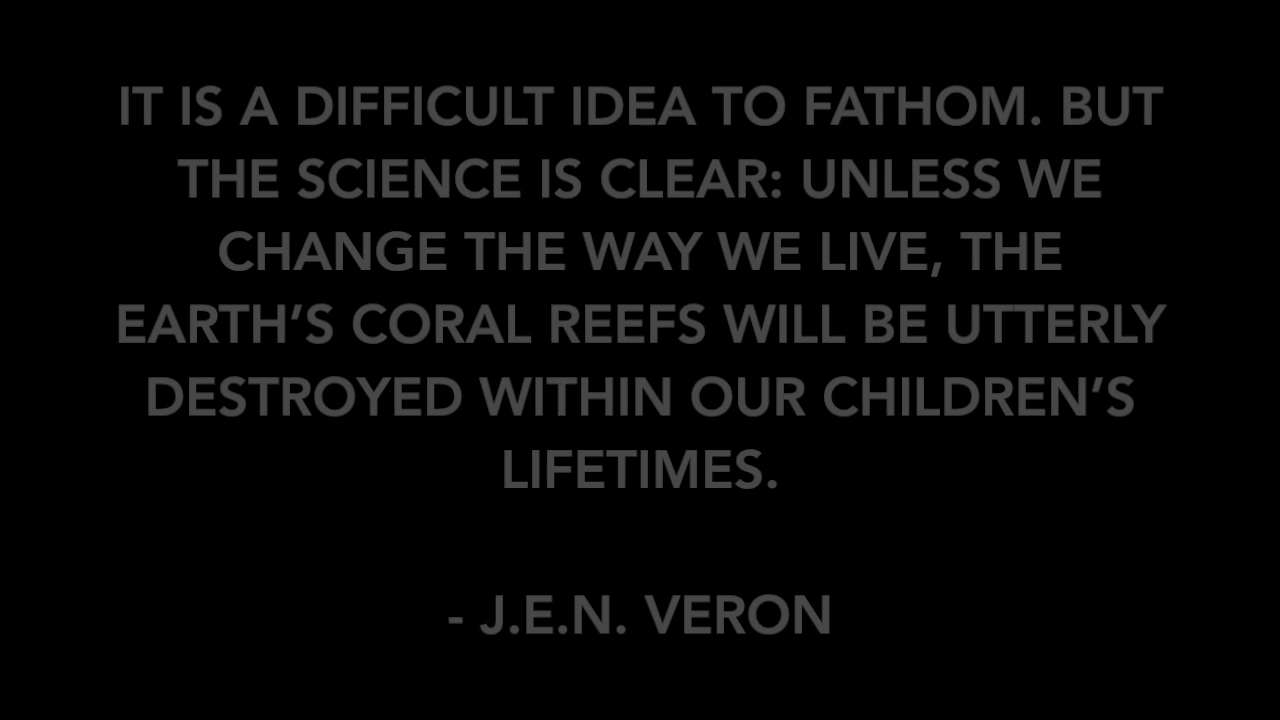 IT IS A DIFFICULT IDEA TO FATHOM. BUT
THE SCIENCE IS CLEAR: UNLESS WE
CHANGE THE WAY WE LIVE, THE
EARTH’S CORAL REEFS WILL BE UTTERLY
DESTROYED WITHIN OUR CHILDREN’S
LIFETIMES.
- J.E.N. VERON